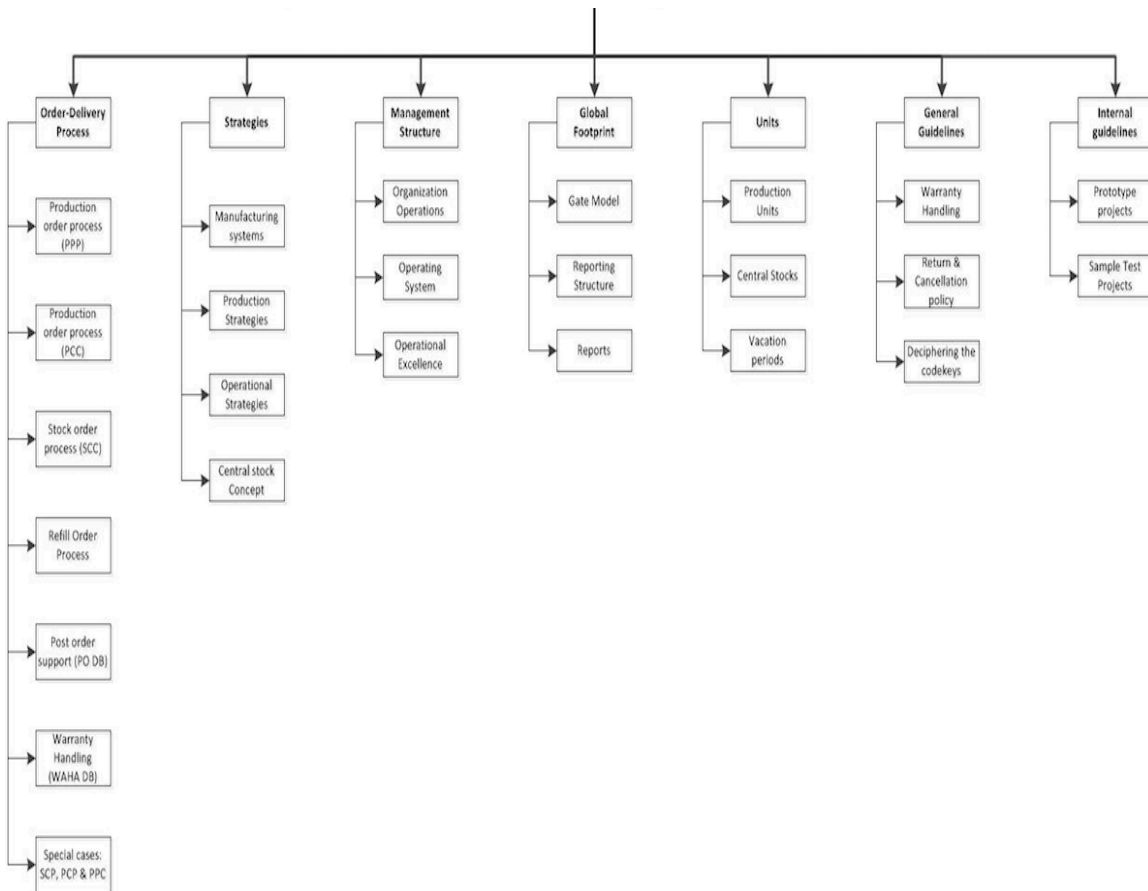 Order-Delivery
Process
Production
order process
(PPP)
Production
order process
(PCC)
Stock order
process (SCC)
Refill Order
Process
Post order
support (PO DB)
Warranty
Handling
(WAHA DB)
Special cases:
SCP, PCP & PPC
Strategies
Manufacturing
systems
Production
Strategies
Operational
Strategies
Central stock
Concept
Management
Structure
Organization
Operations
Operating
System
Operational
Excellence
Global
Footprint
Gate Model
Reporting
Structure
Reports
Units
Production
Units
Central Stocks
Vacation
periods
General
Guidelines
Warranty
Handling
Return &
Cancellation
policy
Deciphering the
codekeys
Internal
guidelines
Prototype
projects
Sample Test
Projects